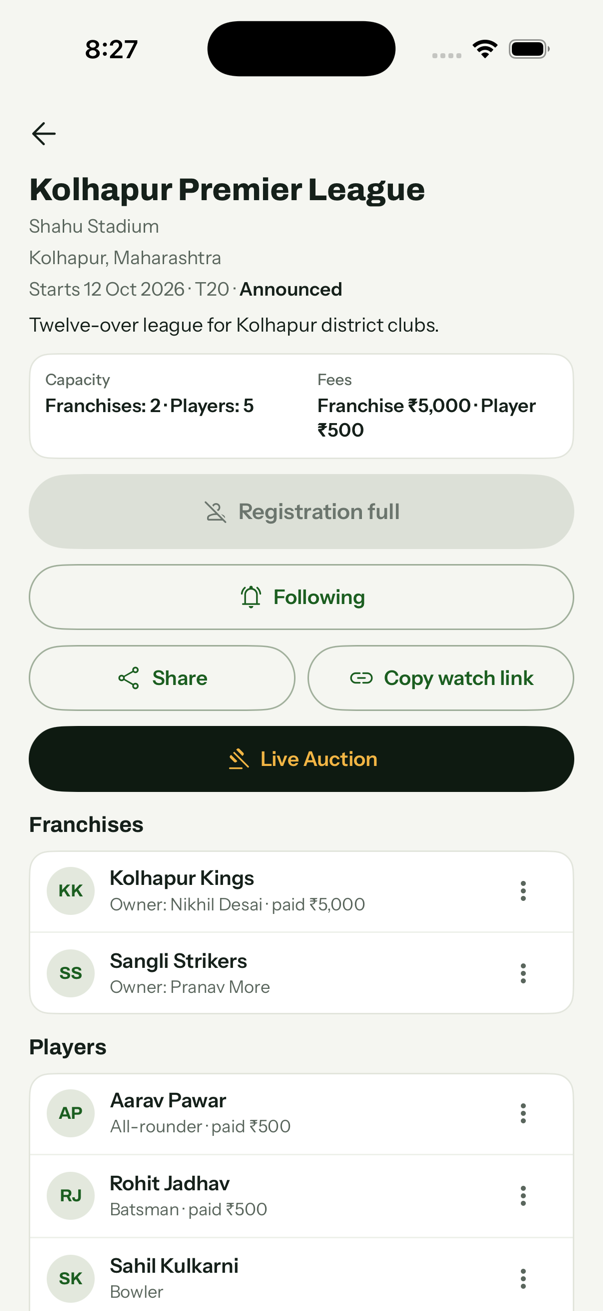 8:27
Kolhapur Premier League
Shahu Stadium
Kolhapur, Maharashtra
Starts 12 Oct 2026 · T20 · Announced
Twelve-over league for Kolhapur district clubs.
Capacity
Franchises: 2 · Players: 5
Fees
Franchise ₹5,000 · Player
₹500
Registration full
Following
Share
Copy watch link
Live Auction
Franchises
KK
Kolhapur Kings
Owner: Nikhil Desai · paid ₹5,000
SS
Sangli Strikers
Owner: Pranav More
Players
AP
Aarav Pawar
All-rounder · paid ₹500
RJ
Rohit Jadhav
Batsman · paid ₹500
SK
Sahil Kulkarni
Bowler